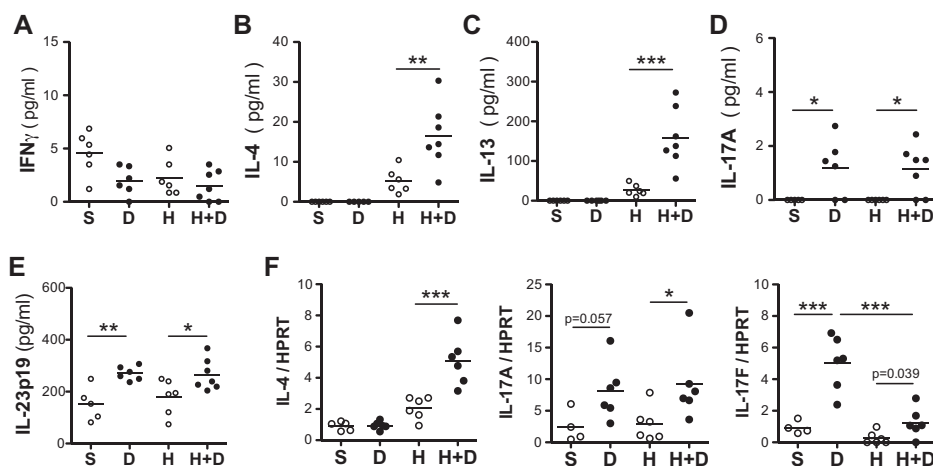 A
IFNγ ( pg/ml )
15
10
5
0
S D H H+D
B
IL-4 ( pg/ml )
40
30
20
10
0
**
S D H H+D
C
IL-13 ( pg/ml )
400
300
200
100
0
***
S D H H+D
D
IL-17A ( pg/ml )
6
4
2
0
* *
S D H H+D
E
IL-23p19 (pg/ml)
600
400
200
0
** *
S D H H+D
F
IL-4 / HPRT
10
8
6
4
2
0
***
S D H H+D
IL-17A / HPRT
25
20
15
10
5
0
p=0.057 *
S D H H+D
IL-17F / HPRT
10
8
6
4
2
0
*** ***
p=0.039
S D H H+D